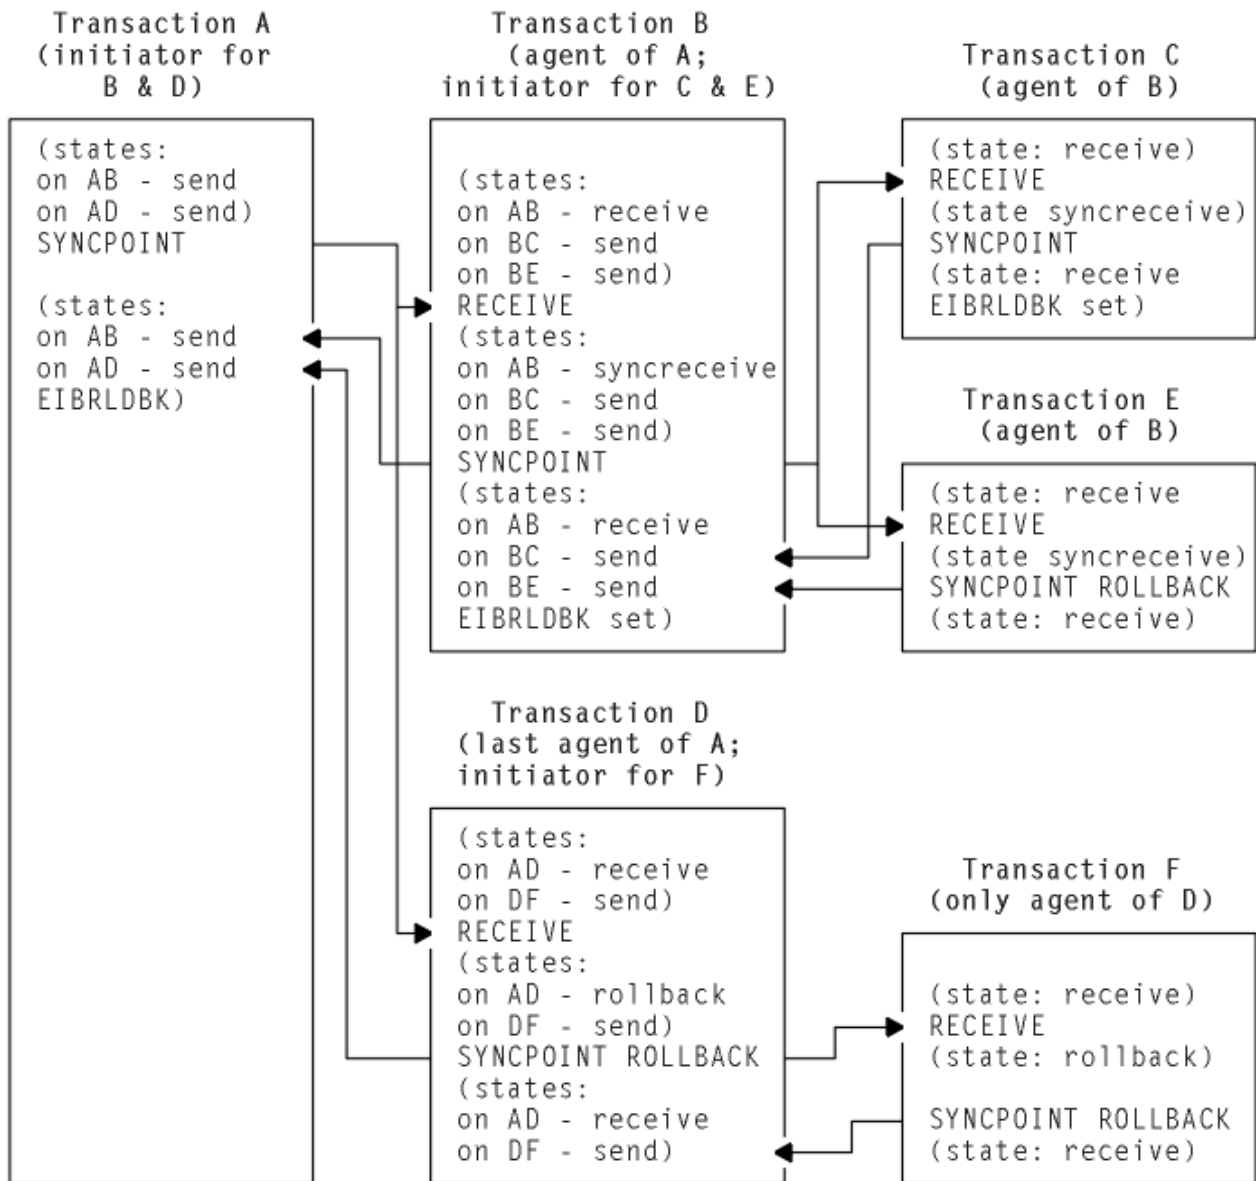 Transaction A
(initiator for
B & D)
(states:
on AB - send
on AD - send)
SYNCPOINT
(states:
on AB - send
on AD - send
EIBRLDBK)
Transaction B
(agent of A;
initiator for C & E)
(states:
on AB - receive
on BC - send
on BE - send)
RECEIVE
(states:
on AB - syncreceive
on BC - send
on BE - send)
SYNCPOINT
(states:
on AB - receive
on BC - send
on BE - send
EIBRLDBK set)
Transaction C
(agent of B)
(state: receive)
RECEIVE
(state syncreceive)
SYNCPOINT
(state: receive
EIBRLDBK set)
Transaction E
(agent of B)
(state: receive
RECEIVE
(state syncreceive)
SYNCPOINT ROLLBACK
(state: receive)
Transaction D
(last agent of A;
initiator for F)
(states:
on AD - receive
on DF - send)
RECEIVE
(states:
on AD - rollback
on DF - send)
SYNCPOINT ROLLBACK
(states:
on AD - receive
on DF - send)
Transaction F
(only agent of D)
(state: receive)
RECEIVE
(state: rollback)
SYNCPOINT ROLLBACK
(state: receive)